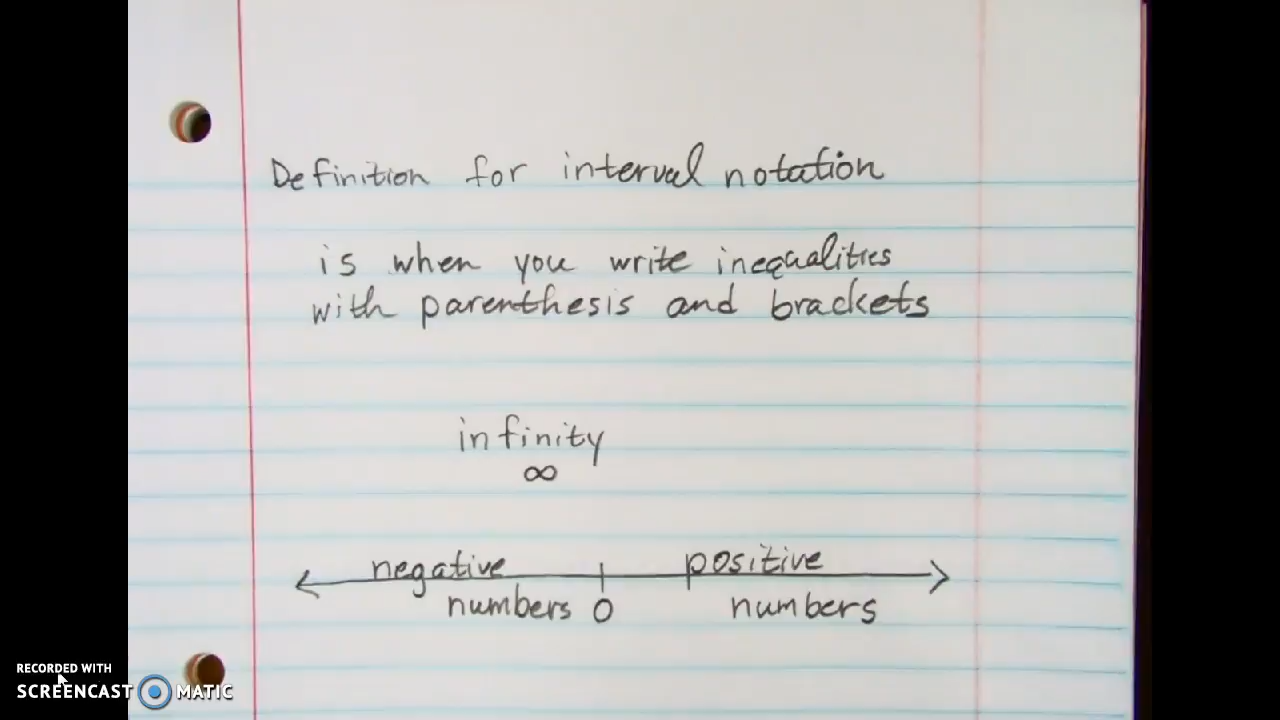 Definition for interval notation
is when you write inequalities
with parenthesis and brackets
infinity
∞
negative positive
numbers 0 numbers
RECORDED WITH
SCREENCAST MATIC